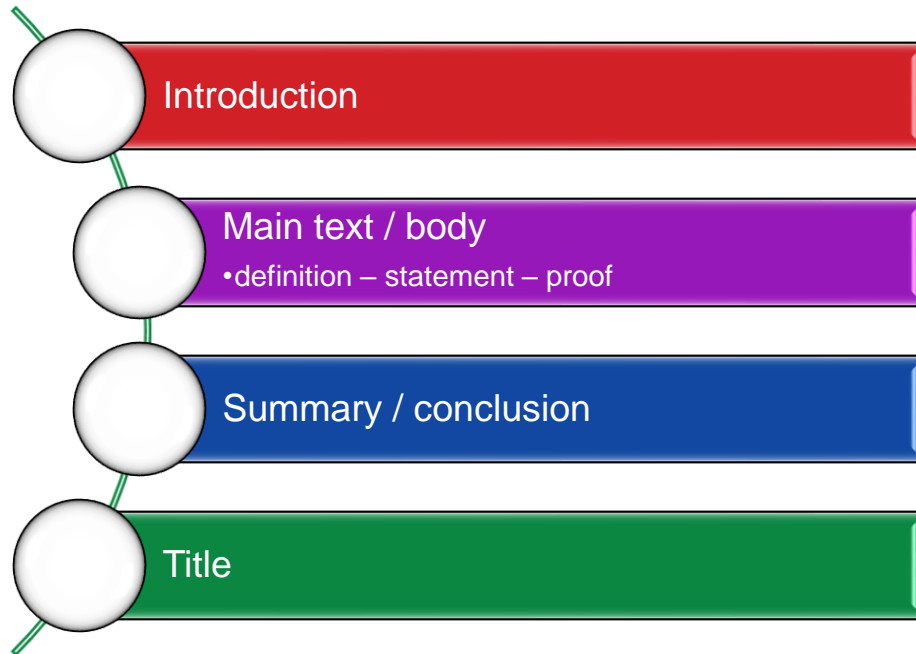 Introduction
Main text / body
•definition – statement – proof
Summary / conclusion
Title